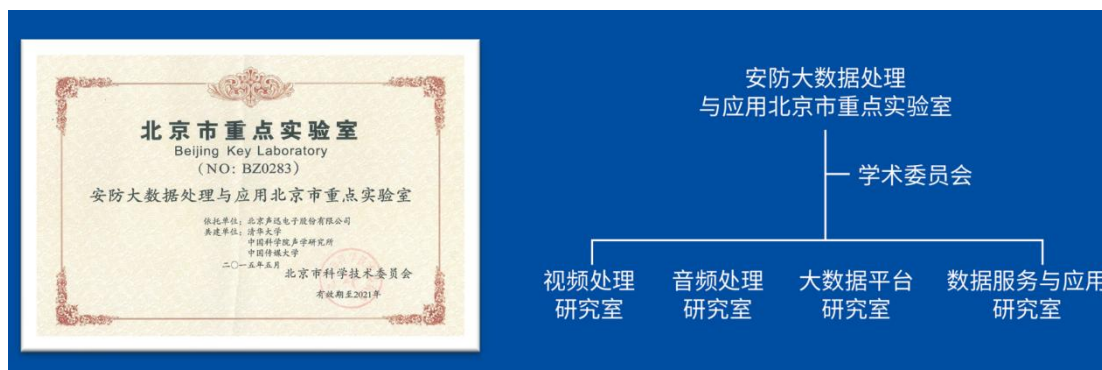 北京市重点实验室
Beijing Key Laboratory
(NO: BZ0283)
安防大数据处理与应用北京市重点实验室
依托单位：北京声迅电子股份有限公司
共建单位：清华大学
中国科学院声学研究所
中国传媒大学
二〇一五年五月
北京市科学技术委员会
有效期至2021年
安防大数据处理
与应用北京市重点实验室
学术委员会
视频处理
研究室
音频处理
研究室
大数据平台
研究室
数据服务与应用
研究室